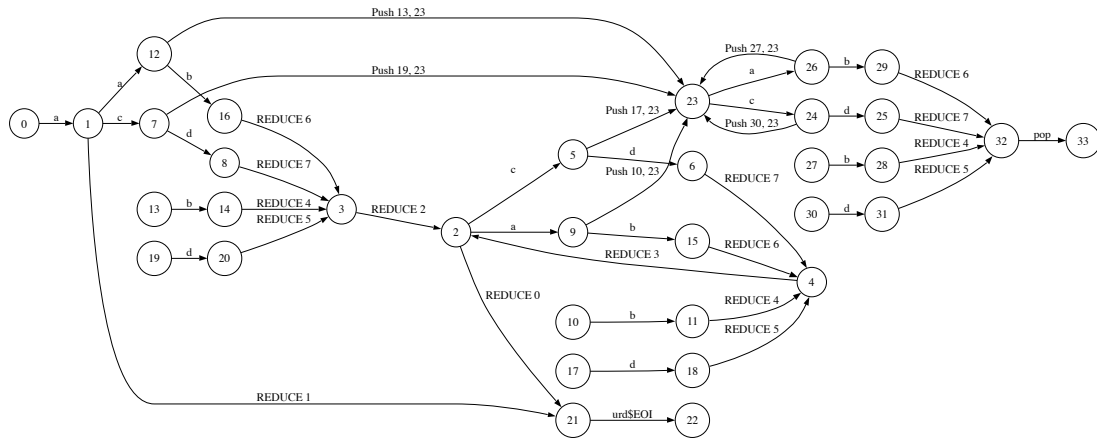 Push 13, 23
12
Push 27, 23
26
b
29
REDUCE 6
Push 19, 23
a
b
a
23
c
24
d
25
REDUCE 7
0
a
1
c
7
16
REDUCE 6
Push 17, 23
Push 30, 23
REDUCE 4
32
pop
33
d
8
REDUCE 7
5
d
6
27
b
28
REDUCE 5
c
Push 10, 23
REDUCE 7
13
b
14
REDUCE 4
3
REDUCE 2
30
d
31
REDUCE 5
2
a
9
b
15
REDUCE 6
19
d
20
REDUCE 3
4
REDUCE 0
REDUCE 4
10
b
11
REDUCE 5
17
d
18
REDUCE 1
21
urd$EOI
22